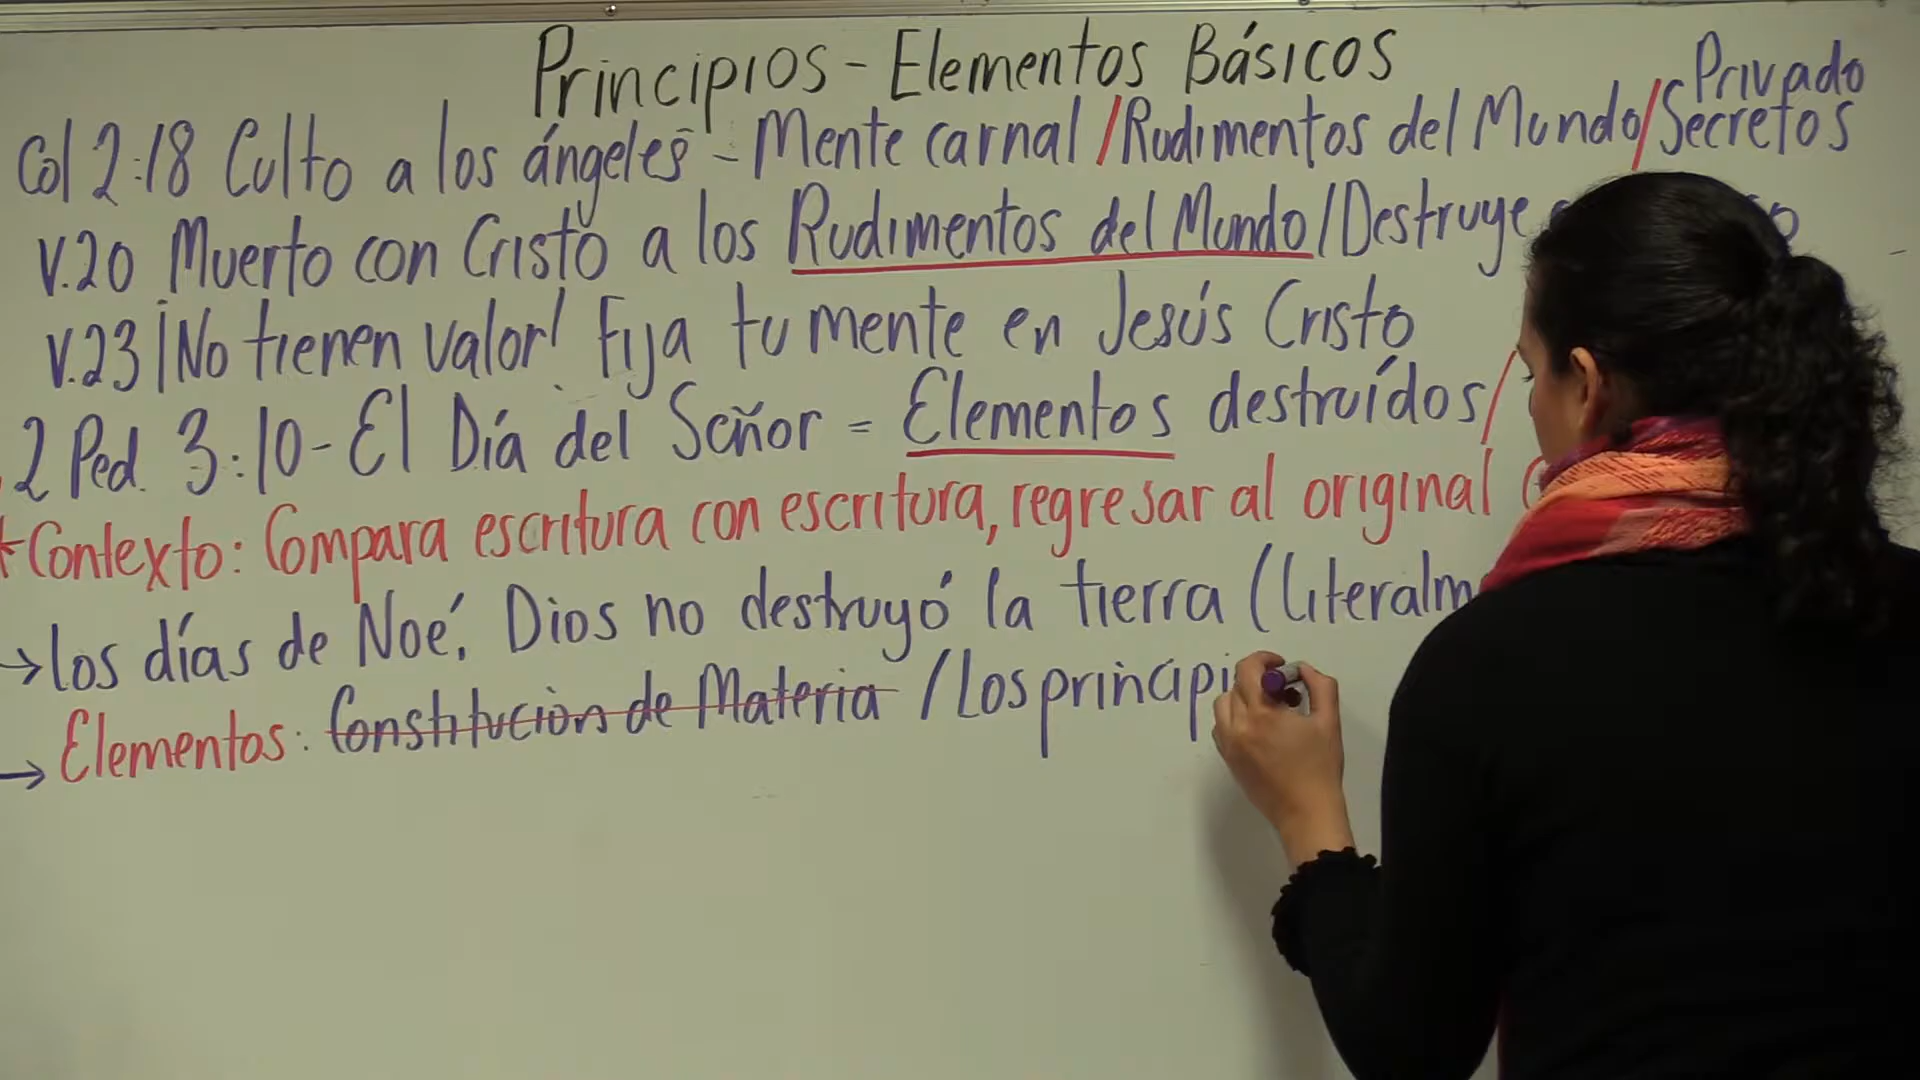 Principios - Elementos Básicos
Privado
Col 2:18 Culto a los ángeles - Mente carnal / Rudimentos del Mundo / Secretos
V.20 Muerto con Cristo a los Rudimentos del Mundo / Destruye
V.23 ¡No tienen valor! Fija tu mente en Jesús Cristo
2 Ped. 3:10 - El Día del Señor = Elementos destruídos /
Contexto: Compara escritura con escritura, regresar al original
→ los días de Noé: Dios no destruyó la tierra (Literalm
→ Elementos: Constitución de Materia / Los principi